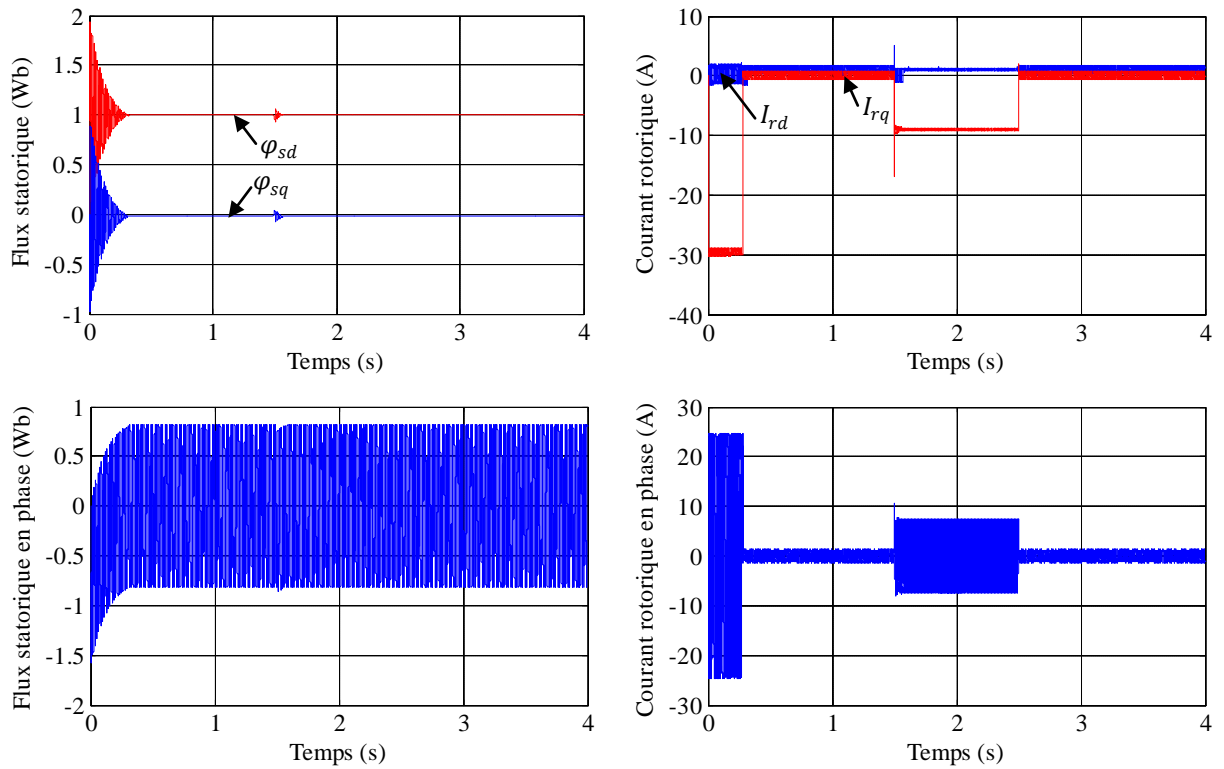 Flux statorique (Wb)
2
1.5
1
0.5
0
-0.5
-1
φsd
φsq
0 1 2 3 4
Temps (s)
Courant rotorique (A)
10
0
-10
-20
-30
-40
Ird
Irq
0 1 2 3 4
Temps (s)
Flux statorique en phase (Wb)
1
0.5
0
-0.5
-1
-1.5
-2
0 1 2 3 4
Temps (s)
Courant rotorique en phase (A)
30
20
10
0
-10
-20
-30
0 1 2 3 4
Temps (s)